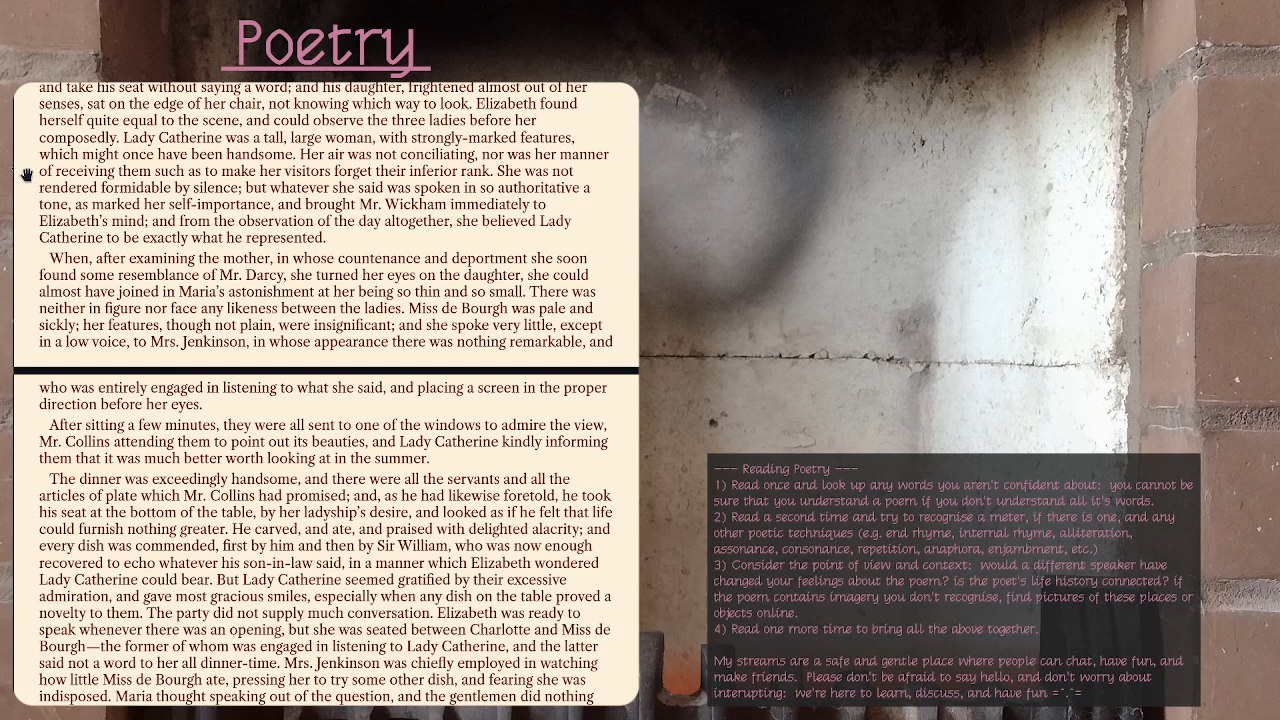 Poetry
and take his seat without saying a word; and his daughter, frightened almost out of her
senses, sat on the edge of her chair, not knowing which way to look. Elizabeth found
herself quite equal to the scene, and could observe the three ladies before her
composedly. Lady Catherine was a tall, large woman, with strongly-marked features,
which might once have been handsome. Her air was not conciliating, nor was her manner
of receiving them such as to make her visitors forget their inferior rank. She was not
rendered formidable by silence; but whatever she said was spoken in so authoritative a
tone, as marked her self-importance, and brought Mr. Wickham immediately to
Elizabeth's mind; and from the observation of the day altogether, she believed Lady
Catherine to be exactly what he represented.
When, after examining the mother, in whose countenance and deportment she soon
found some resemblance of Mr. Darcy, she turned her eyes on the daughter, she could
almost have joined in Maria's astonishment at her being so thin and so small. There was
neither in figure nor face any likeness between the ladies. Miss de Bourgh was pale and
sickly; her features, though not plain, were insignificant; and she spoke very little, except
in a low voice, to Mrs. Jenkinson, in whose appearance there was nothing remarkable, and
who was entirely engaged in listening to what she said, and placing a screen in the proper
direction before her eyes.
After sitting a few minutes, they were all sent to one of the windows to admire the view,
Mr. Collins attending them to point out its beauties, and Lady Catherine kindly informing
them that it was much better worth looking at in the summer.
The dinner was exceedingly handsome, and there were all the servants and all the
articles of plate which Mr. Collins had promised; and, as he had likewise foretold, he took
his seat at the bottom of the table, by her ladyship's desire, and looked as if he felt that life
could furnish nothing greater. He carved, and ate, and praised with delighted alacrity; and
every dish was commended, first by him and then by Sir William, who was now enough
recovered to echo whatever his son-in-law said, in a manner which Elizabeth wondered
Lady Catherine could bear. But Lady Catherine seemed gratified by their excessive
admiration, and gave most gracious smiles, especially when any dish on the table proved a
novelty to them. The party did not supply much conversation. Elizabeth was ready to
speak whenever there was an opening, but she was seated between Charlotte and Miss de
Bourgh—the former of whom was engaged in listening to Lady Catherine, and the latter
said not a word to her all dinner-time. Mrs. Jenkinson was chiefly employed in watching
how little Miss de Bourgh ate, pressing her to try some other dish, and fearing she was
indisposed. Maria thought speaking out of the question, and the gentlemen did nothing
--- Reading Poetry ---
1) Read once and look up any words you aren't confident about: you cannot be
sure that you understand a poem if you don't understand all it's words.
2) Read a second time and try to recognise a meter, if there is one, and any
other poetic techniques (e.g. end rhyme, internal rhyme, alliteration,
assonance, consonance, repetition, anaphora, enjambment, etc.)
3) Consider the point of view and context: would a different speaker have
changed your feelings about the poem? is the poet's life history connected? if
the poem contains imagery you don't recognise, find pictures of these places or
objects online.
4) Read one more time to bring all the above together.
My streams are a safe and gentle place where people can chat, have fun, and
make friends. Please don't be afraid to say hello, and don't worry about
interupting: we're here to learn, discuss, and have fun =^.^=